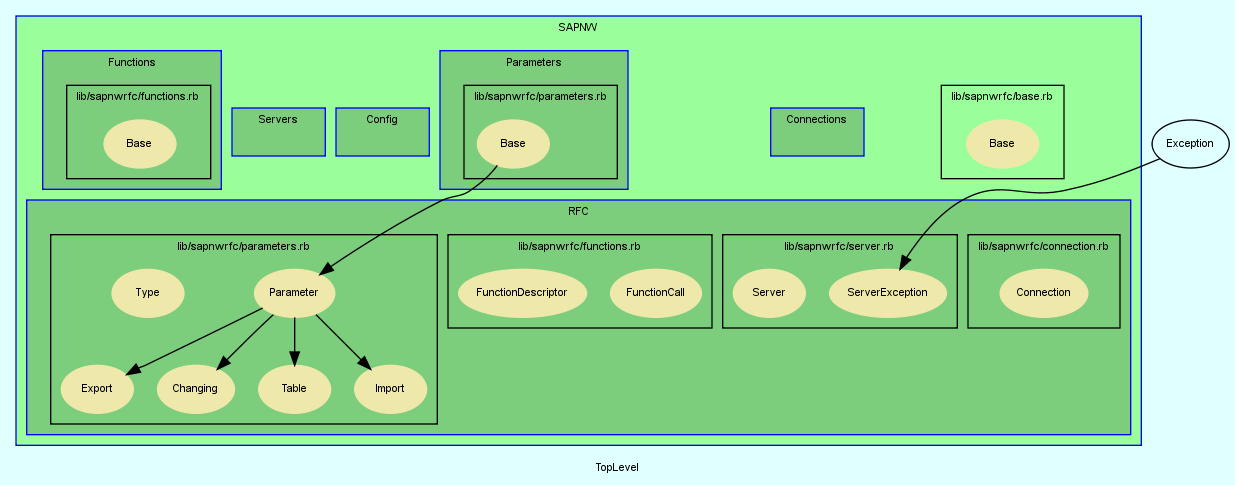 SAPNW
Functions
lib/sapnwrfc/functions.rb
Base
Servers
Config
Parameters
lib/sapnwrfc/parameters.rb
Base
Connections
lib/sapnwrfc/base.rb
Base
Exception
RFC
lib/sapnwrfc/parameters.rb
Type
Parameter
Export
Changing
Table
Import
lib/sapnwrfc/functions.rb
FunctionDescriptor
FunctionCall
lib/sapnwrfc/server.rb
Server
ServerException
lib/sapnwrfc/connection.rb
Connection
TopLevel